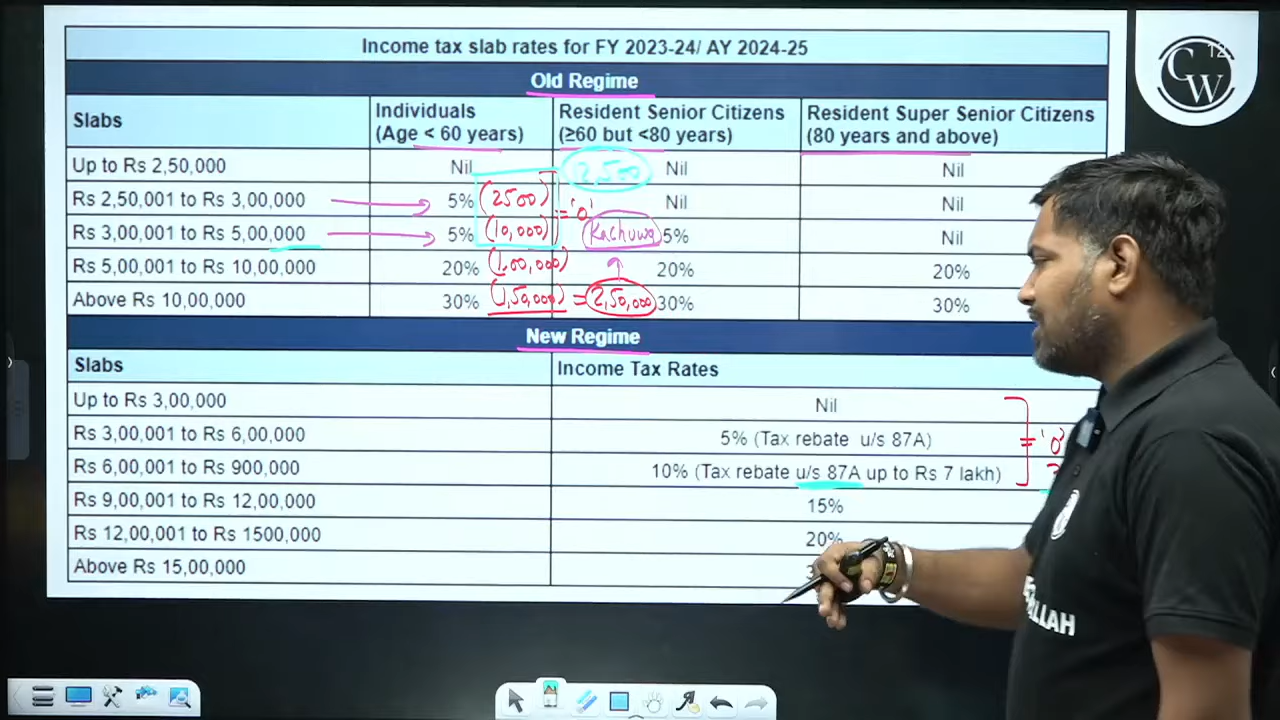 Income tax slab rates for FY 2023-24/ AY 2024-25
Old Regime
Slabs Individuals (Age < 60 years) Resident Senior Citizens (≥60 but <80 years) Resident Super Senior Citizens (80 years and above)
Up to Rs 2,50,000 Nil 12,500 Nil Nil
Rs 2,50,001 to Rs 3,00,000 5% (2500) Nil Nil
='0'
Rs 3,00,001 to Rs 5,00,000 5% (10,000) Kachuwa 5% Nil
Rs 5,00,001 to Rs 10,00,000 20% (1,00,000) 20% 20%
Above Rs 10,00,000 30% (1,50,000) = 2,50,000 30% 30%
New Regime
Slabs Income Tax Rates
Up to Rs 3,00,000 Nil
Rs 3,00,001 to Rs 6,00,000 5% (Tax rebate u/s 87A) = '0'
Rs 6,00,001 to Rs 900,000 10% (Tax rebate u/s 87A up to Rs 7 lakh)
Rs 9,00,001 to Rs 12,00,000 15%
Rs 12,00,001 to Rs 1500,000 20%
Above Rs 15,00,000
CW
12
LLAH